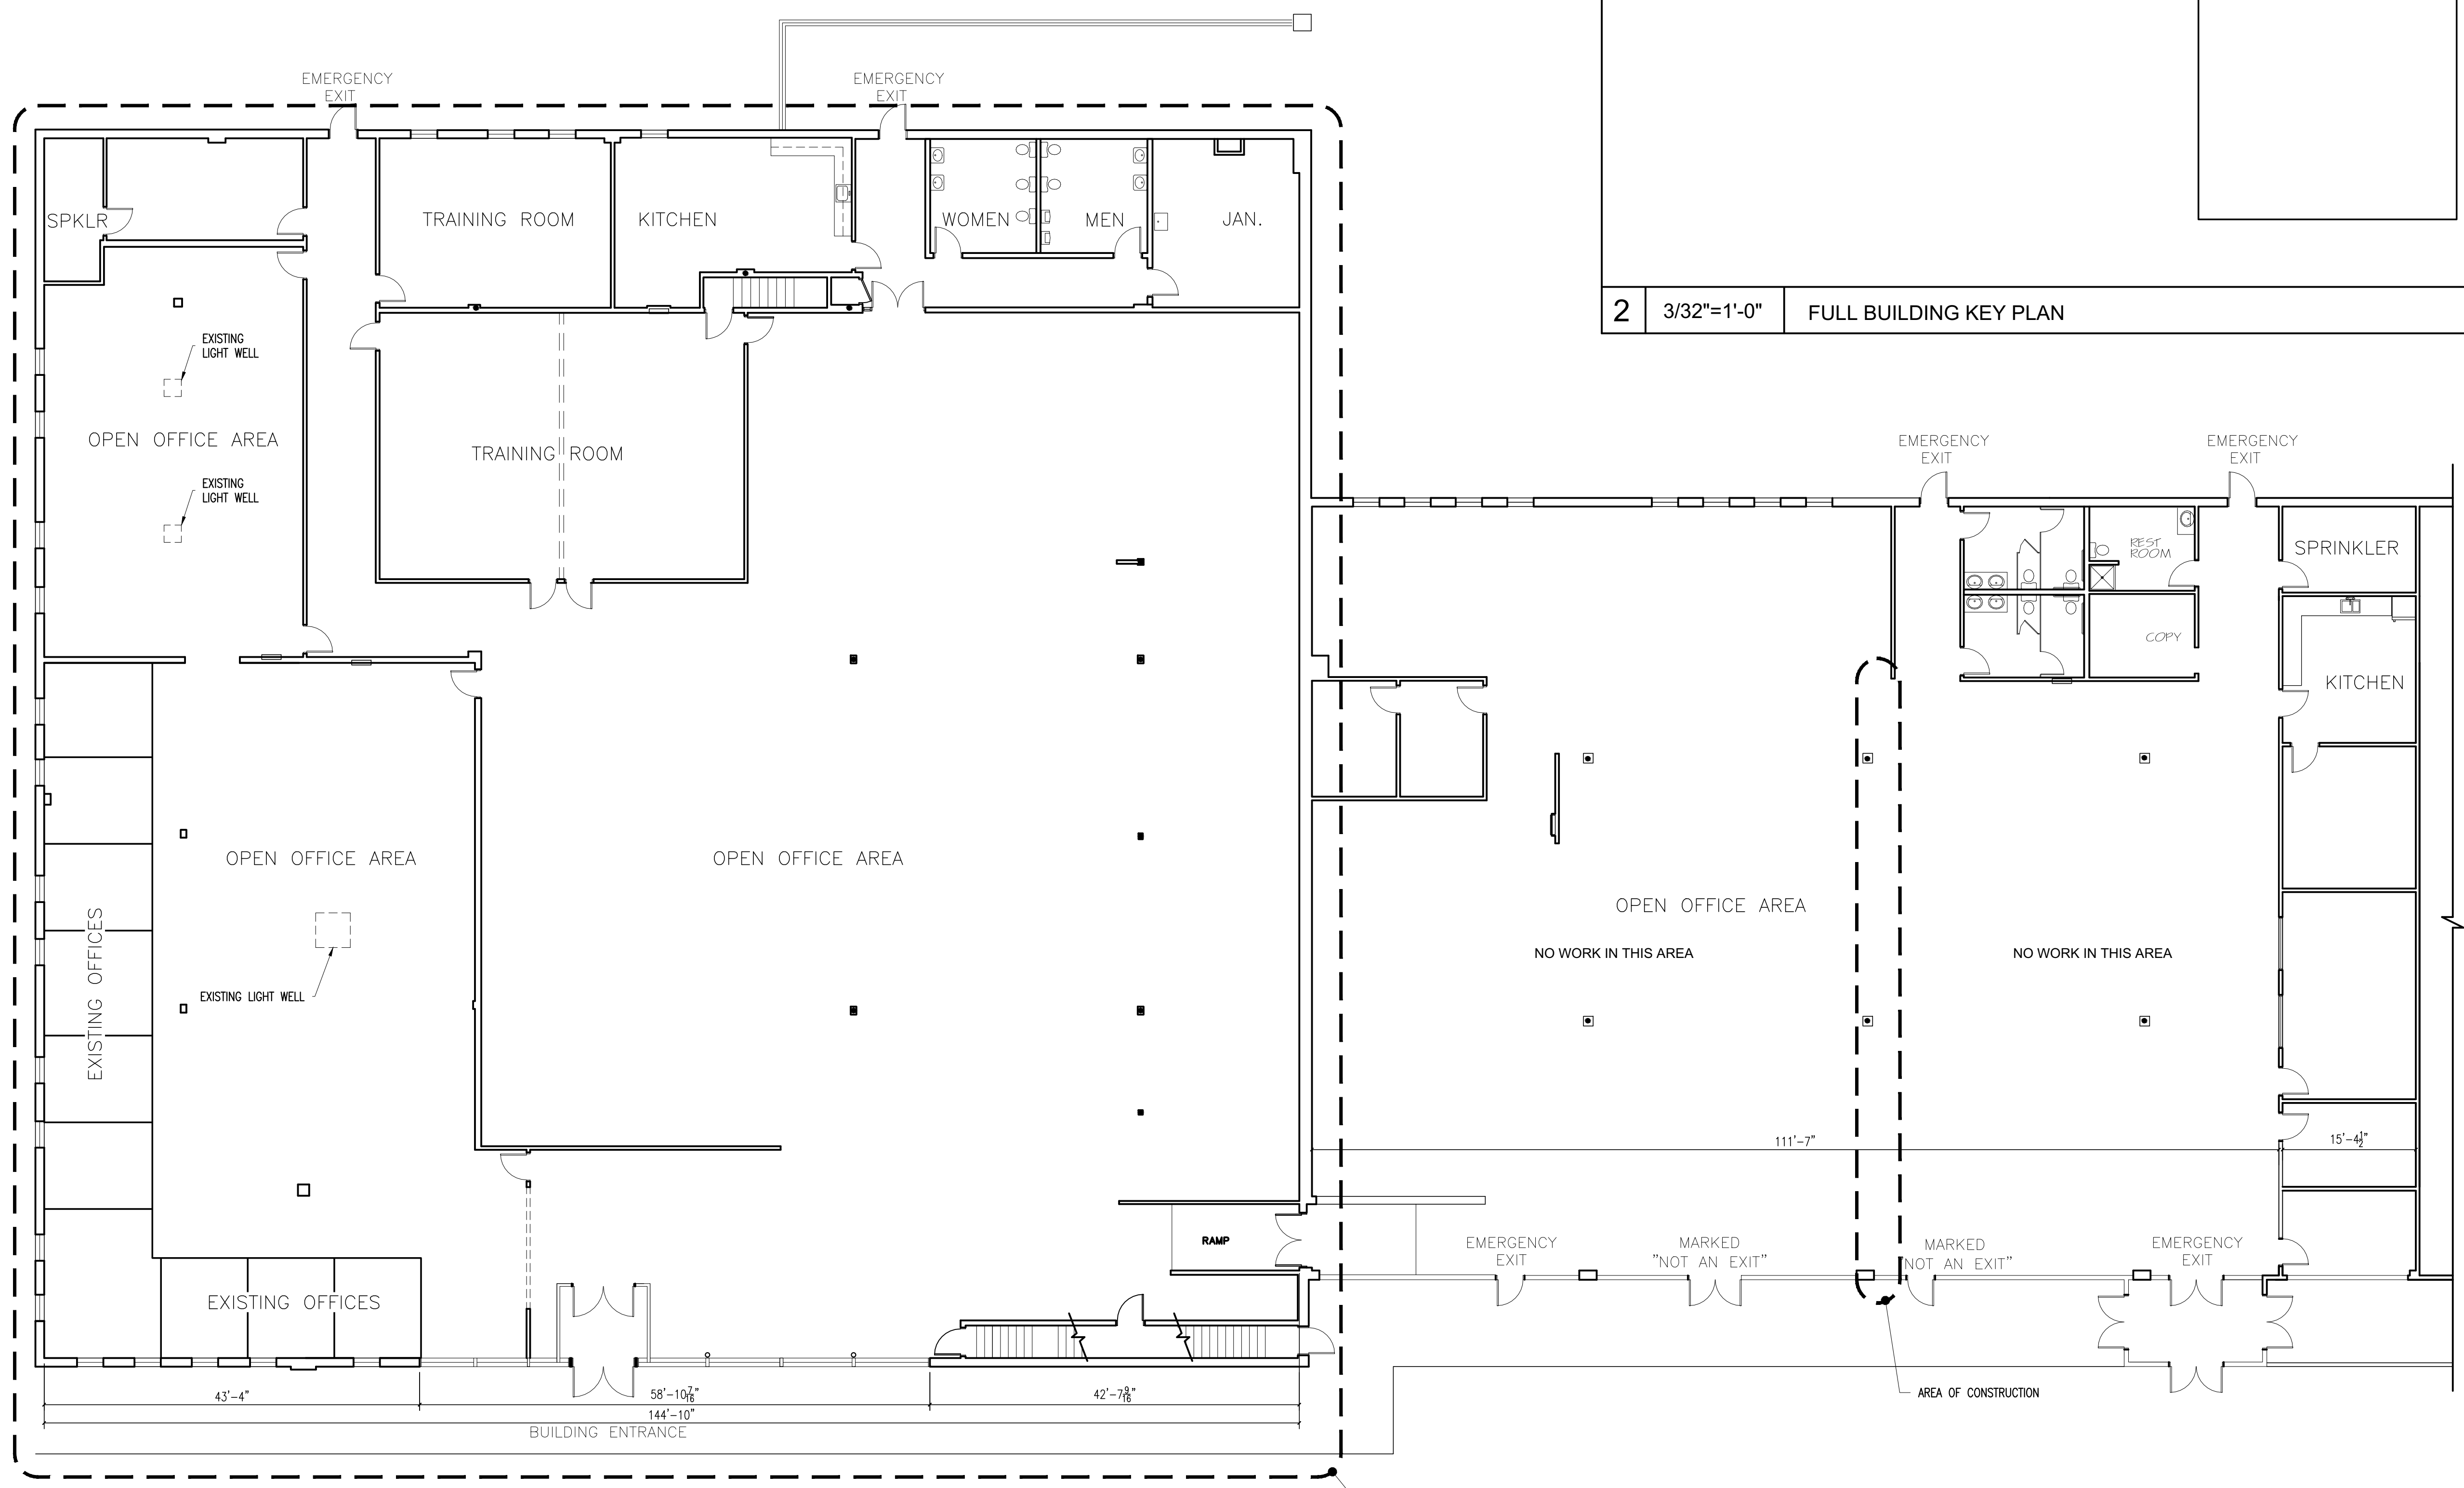 EMERGENCY
EXIT
EMERGENCY
EXIT
2
3/32"=1'-0"
FULL BUILDING KEY PLAN
SPKLR
TRAINING ROOM
KITCHEN
WOMEN
MEN
JAN.
EXISTING
LIGHT WELL
OPEN OFFICE AREA
TRAINING ROOM
EXISTING
LIGHT WELL
EMERGENCY
EXIT
EMERGENCY
EXIT
REST
ROOM
SPRINKLER
COPY
KITCHEN
OPEN OFFICE AREA
OPEN OFFICE AREA
OPEN OFFICE AREA
EXISTING OFFICES
NO WORK IN THIS AREA
NO WORK IN THIS AREA
EXISTING LIGHT WELL
111'-7"
15'-4 1/2"
RAMP
EMERGENCY
EXIT
MARKED
"NOT AN EXIT"
MARKED
"NOT AN EXIT"
EMERGENCY
EXIT
EXISTING OFFICES
43'-4"
58'-10 7/16"
42'-7 9/16"
AREA OF CONSTRUCTION
144'-10"
BUILDING ENTRANCE